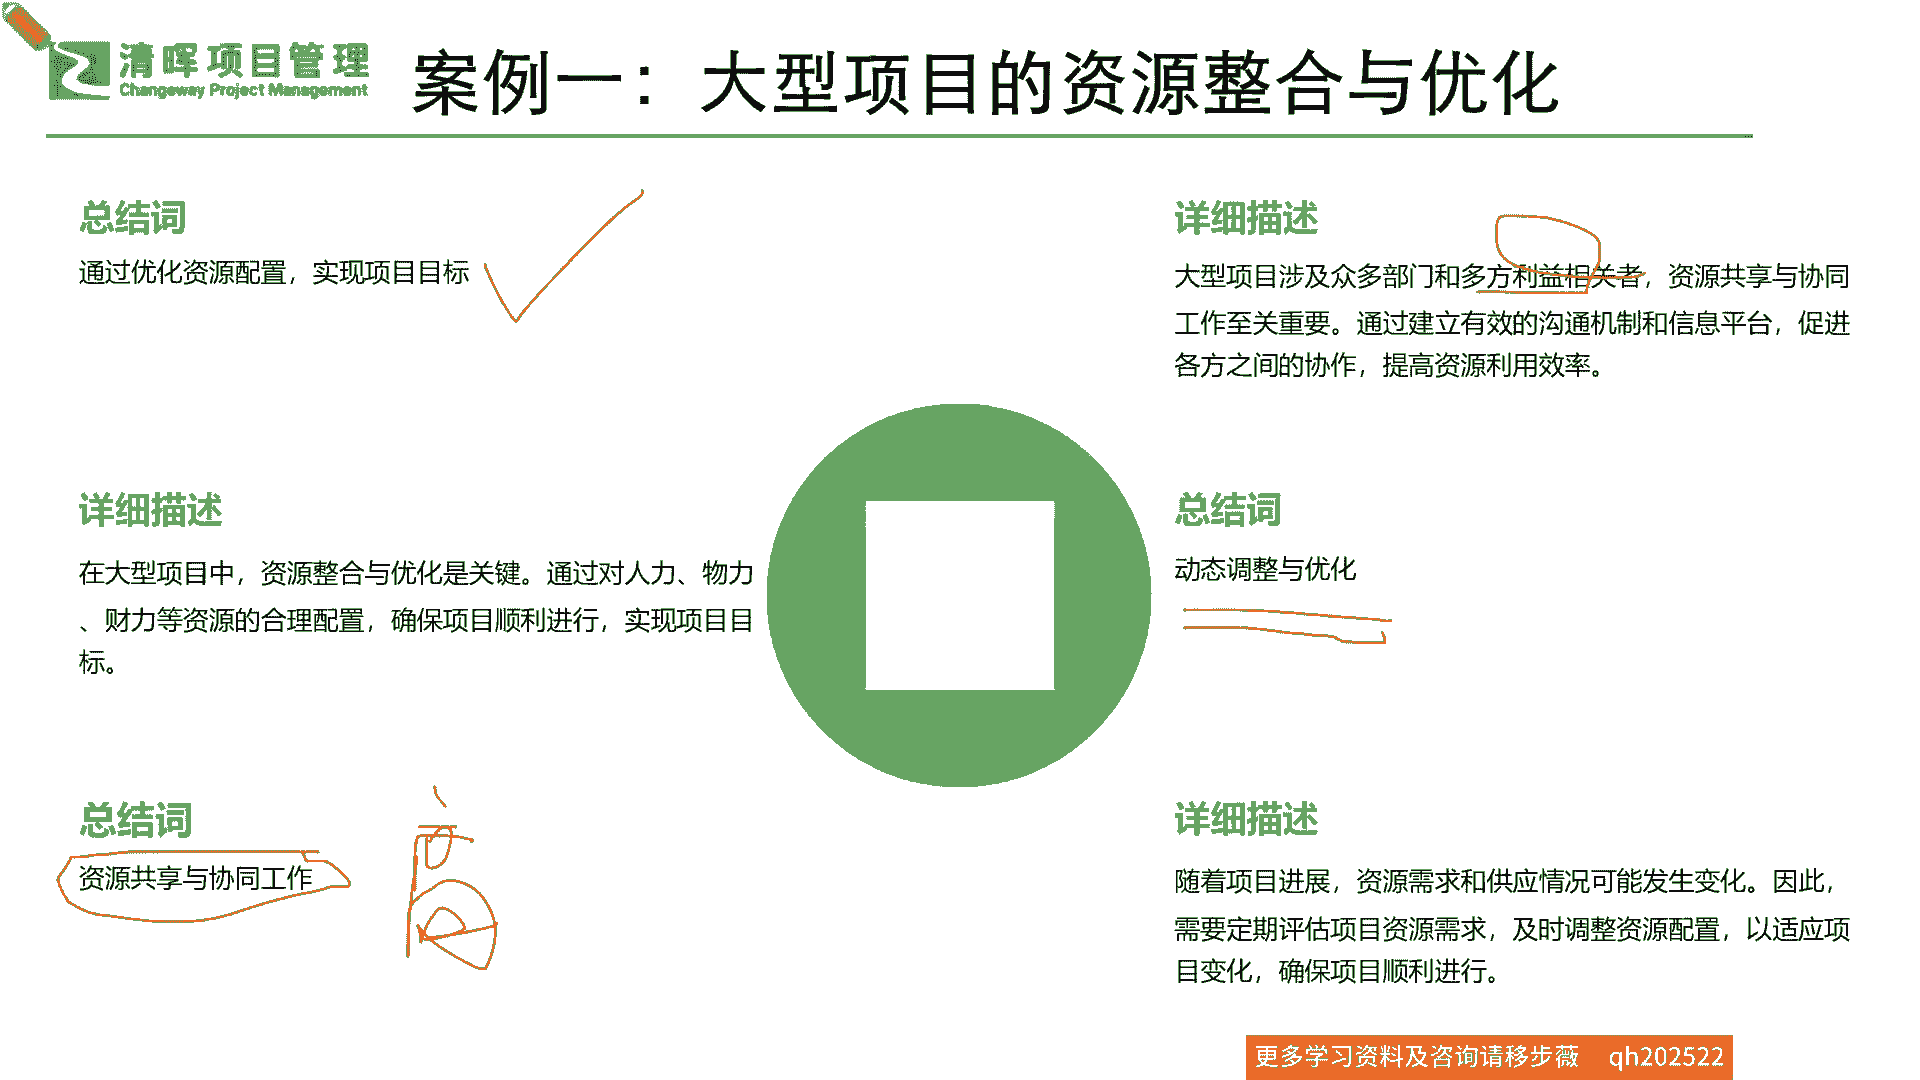 清晖项目管理
Changeway Project Management
案例一：大型项目的资源整合与优化
总结词
通过优化资源配置，实现项目目标
详细描述
在大型项目中，资源整合与优化是关键。通过对人力、物力
、财力等资源的合理配置，确保项目顺利进行，实现项目目
标。
总结词
资源共享与协同工作
详细描述
大型项目涉及众多部门和多方利益相关者，资源共享与协同
工作至关重要。通过建立有效的沟通机制和信息平台，促进
各方之间的协作，提高资源利用效率。
总结词
动态调整与优化
详细描述
随着项目进展，资源需求和供应情况可能发生变化。因此，
需要定期评估项目资源需求，及时调整资源配置，以适应项
目变化，确保项目顺利进行。
更多学习资料及咨询请移步薇 qh202522